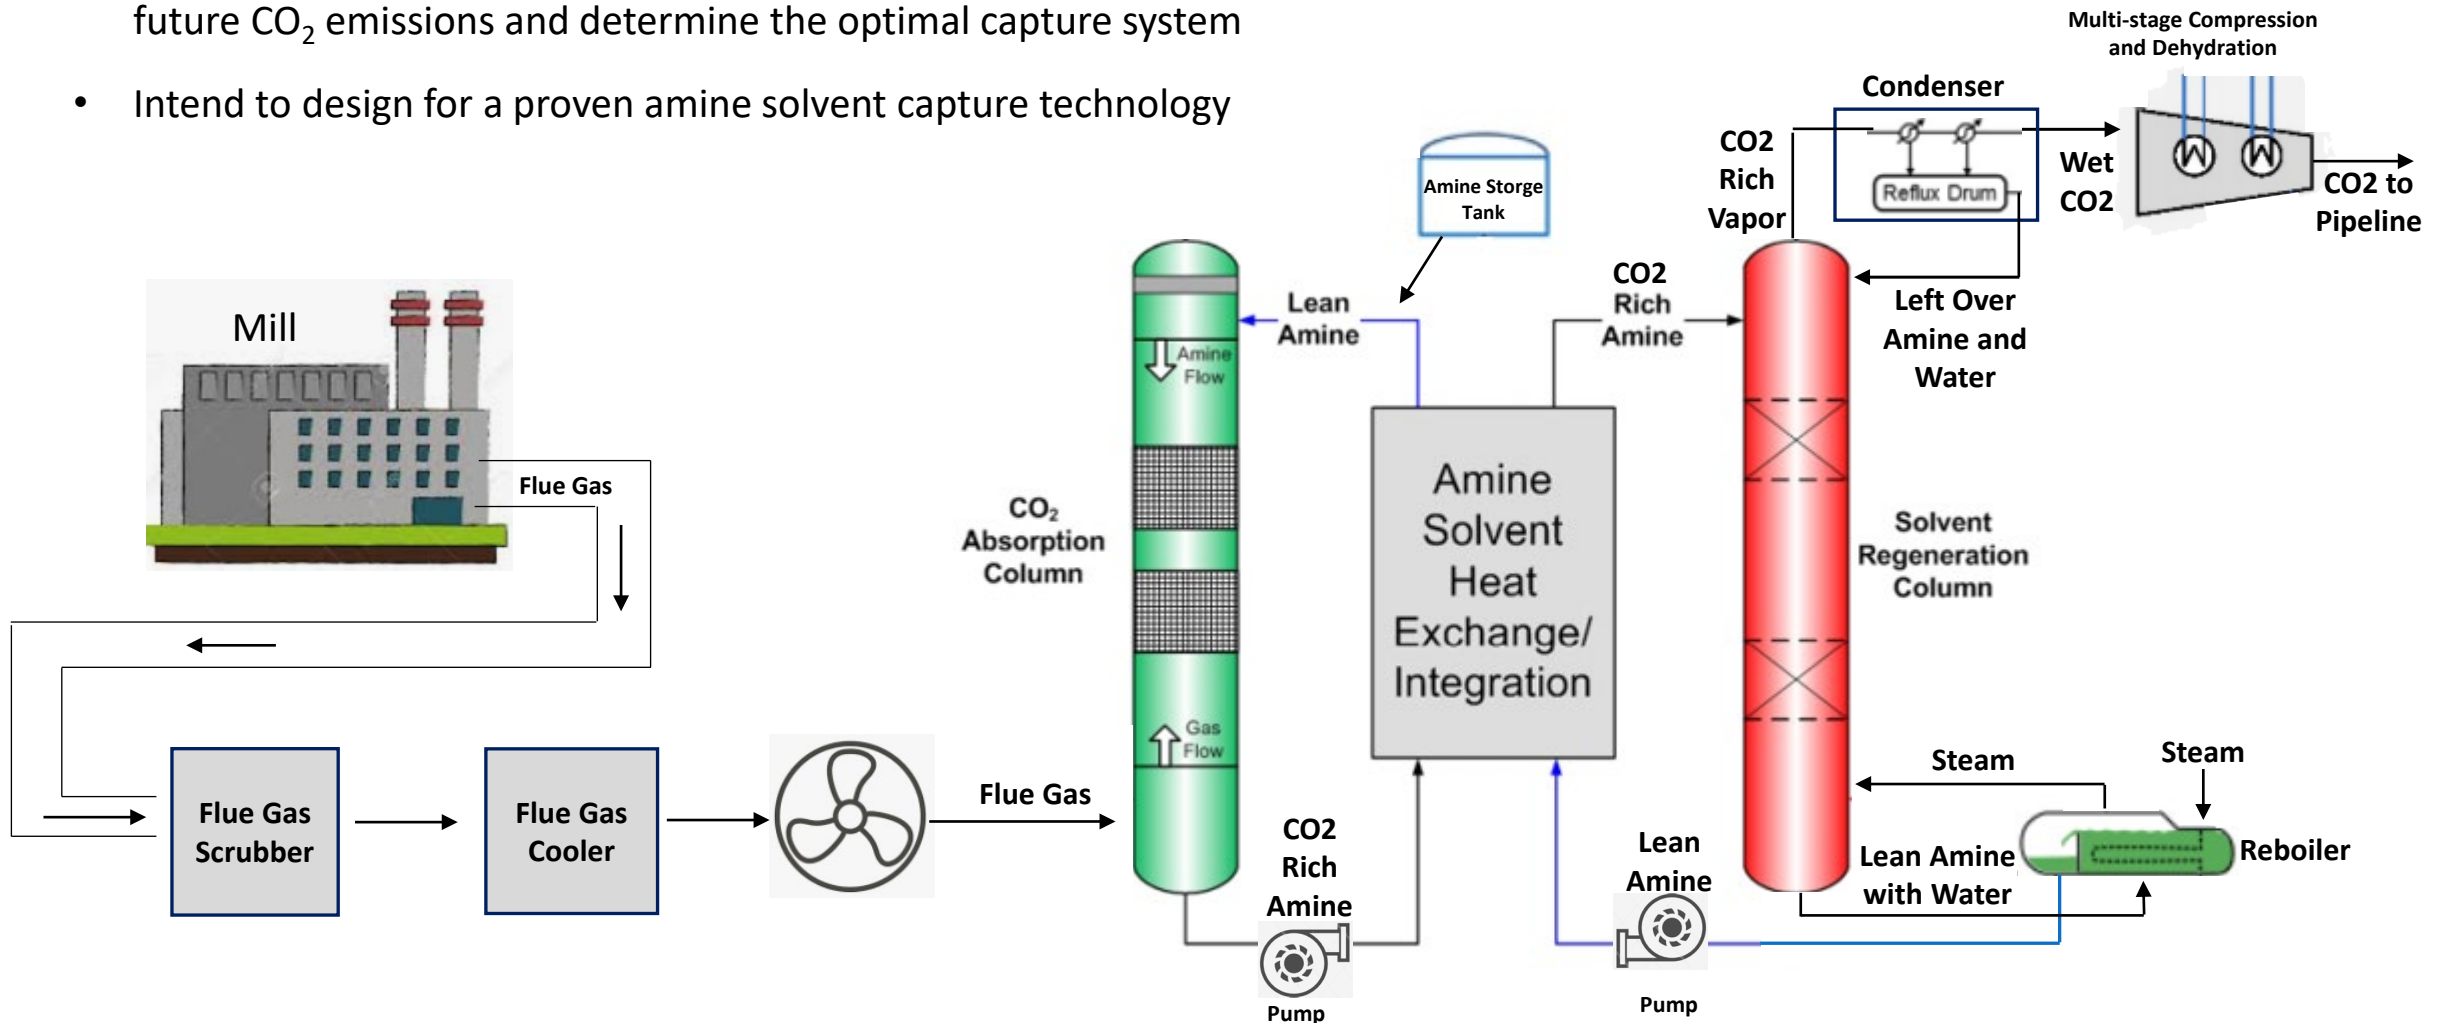 future CO₂ emissions and determine the optimal capture system
• Intend to design for a proven amine solvent capture technology
Multi-stage Compression
and Dehydration
Condenser
CO2
Rich
Vapor
Reflux Drum
Wet
CO2
CO2 to
Pipeline
Amine Storge
Tank
Left Over
Amine and
Water
Lean
Amine
CO2
Rich
Amine
Mill
Flue Gas
Amine
Flow
CO₂
Absorption
Column
Amine
Solvent
Heat
Exchange/
Integration
Solvent
Regeneration
Column
Gas
Flow
Flue Gas
Scrubber
Flue Gas
Cooler
Flue Gas
CO2
Rich
Amine
Pump
Lean
Amine
Pump
Steam
Steam
Lean Amine
with Water
Reboiler